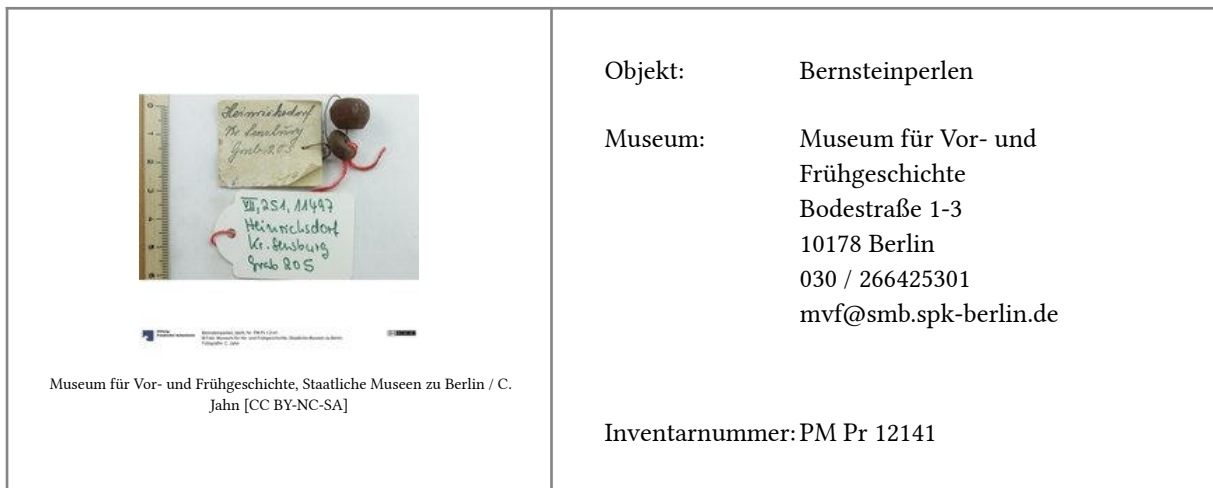 Heinrichsdorf
Kr Sensburg
Grab 205
VII, 251, 11497
Heinrichsdorf
Kr. Sensburg
Grab 205
Museum für Vor- und Frühgeschichte, Staatliche Museen zu Berlin / C.
Jahn [CC BY-NC-SA]
Objekt:
Bernsteinperlen
Museum:
Museum für Vor- und
Frühgeschichte
Bodestraße 1-3
10178 Berlin
030 / 266425301
mvf@smb.spk-berlin.de
Inventarnummer:
PM Pr 12141